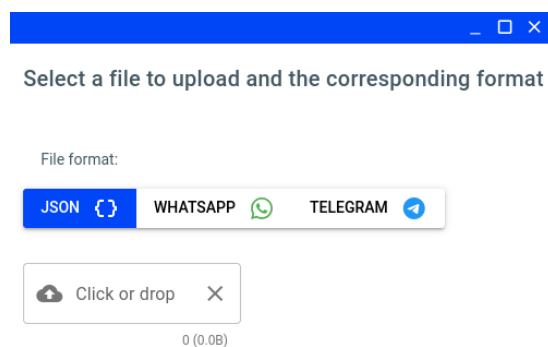 Select a file to upload and the corresponding format
File format:
JSON {} WHATSAPP TELEGRAM
Click or drop
0 (0.0B)